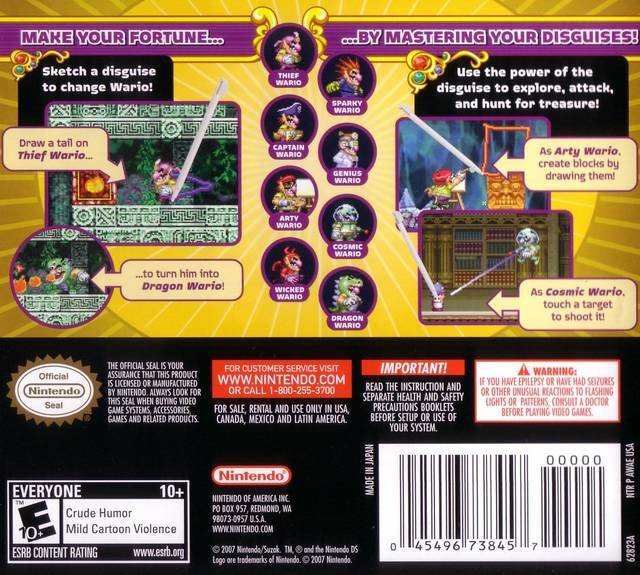 MAKE YOUR FORTUNE...
...BY MASTERING YOUR DISGUISES!
Sketch a disguise
to change Wario!
Draw a tail on
Thief Wario...
...to turn him into
Dragon Wario!
THIEF
WARIO
SPARKY
WARIO
CAPTAIN
WARIO
GENIUS
WARIO
ARTY
WARIO
COSMIC
WARIO
WICKED
WARIO
DRAGON
WARIO
Use the power of the
disguise to explore, attack,
and hunt for treasure!
As Arty Wario,
create blocks by
drawing them!
As Cosmic Wario,
touch a target
to shoot it!
Official
Nintendo
Seal
THE OFFICIAL SEAL IS YOUR
ASSURANCE THAT THIS PRODUCT
IS LICENSED OR MANUFACTURED
BY NINTENDO. ALWAYS LOOK FOR
THIS SEAL WHEN BUYING VIDEO
GAME SYSTEMS, ACCESSORIES,
GAMES AND RELATED PRODUCTS.
FOR CUSTOMER SERVICE VISIT
WWW.NINTENDO.COM
OR CALL 1-800-255-3700
FOR SALE, RENTAL AND USE ONLY IN USA,
CANADA, MEXICO AND LATIN AMERICA.
IMPORTANT!
READ THE INSTRUCTION AND
SEPARATE HEALTH AND SAFETY
PRECAUTIONS BOOKLETS
BEFORE SETUP OR USE OF
YOUR SYSTEM.
WARNING:
IF YOU HAVE EPILEPSY OR HAVE HAD SEIZURES
OR OTHER UNUSUAL REACTIONS TO FLASHING
LIGHTS OR PATTERNS, CONSULT A DOCTOR
BEFORE PLAYING VIDEO GAMES.
EVERYONE 10+
TM
E
10+
Crude Humor
Mild Cartoon Violence
ESRB CONTENT RATING www.esrb.org
Nintendo®
NINTENDO OF AMERICA INC.
PO BOX 957, REDMOND, WA
98073-0957 U.S.A.
WWW.NINTENDO.COM
© 2007 Nintendo/Suzak. TM, ® and the Nintendo DS
Logo are trademarks of Nintendo. © 2007 Nintendo.
MADE IN JAPAN
00000
0 45496 73845 7
NTR P AWAE USA
62823A